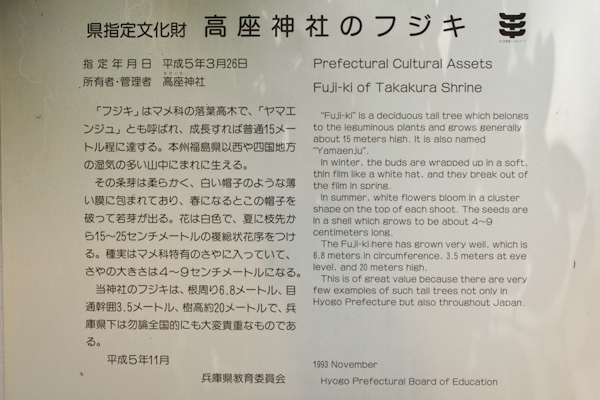 県指定文化財 高座神社のフジキ
指定年月日 平成5年3月26日
所有者・管理者 高座神社
「フジキ」はマメ科の落葉高木で、「ヤマエ
ンジュ」とも呼ばれ、成長すれば普通15メー
トル程に達する。本州福島県以西や四国地方
の湿気の多い山中にまれに生える。
その条芽は柔らかく、白い帽子のような薄
い膜に包まれており、春になるとこの帽子を
破って若芽が出る。花は白色で、夏に枝先か
ら15〜25センチメートルの複総状花序をつけ
る。種実はマメ科特有のさやに入っていて、
さやの大きさは4〜9センチメートルになる。
当神社のフジキは、根周り6.8メートル、目
通幹囲3.5メートル、樹高約20メートルで、兵
庫県下は勿論全国的にも大変貴重なものであ
る。
平成5年11月
兵庫県教育委員会
Prefectural Cultural Assets
Fuji-ki of Takakura Shrine
"Fuji-ki" is a deciduous tall tree which belongs
to the leguminous plants and grows generally
about 15 meters high. It is also named
"Yamaenju".
In winter, the buds are wrapped up in a soft,
thin film like a white hat, and they break out of
the film in spring.
In summer, white flowers bloom in a cluster
shape on the top of each shoot. The seeds are
in a shell which grows to be about 4〜9
centimeters long.
The Fuji-ki here has grown very well, which is
6.8 meters in circumference, 3.5 meters at eye
level, and 20 meters high.
This is of great value because there are very
few examples of such tall trees not only in
Hyogo Prefecture but also throughout Japan.
1993 November
Hyogo Prefectural Board of Education